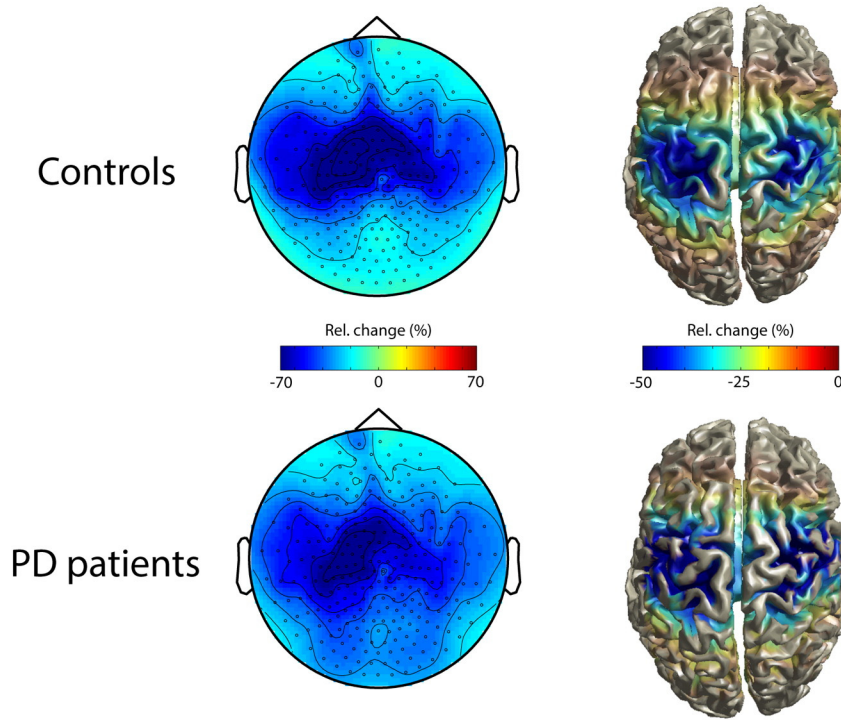 Controls
Rel. change (%)
-70 0 70
Rel. change (%)
-50 -25 0
PD patients